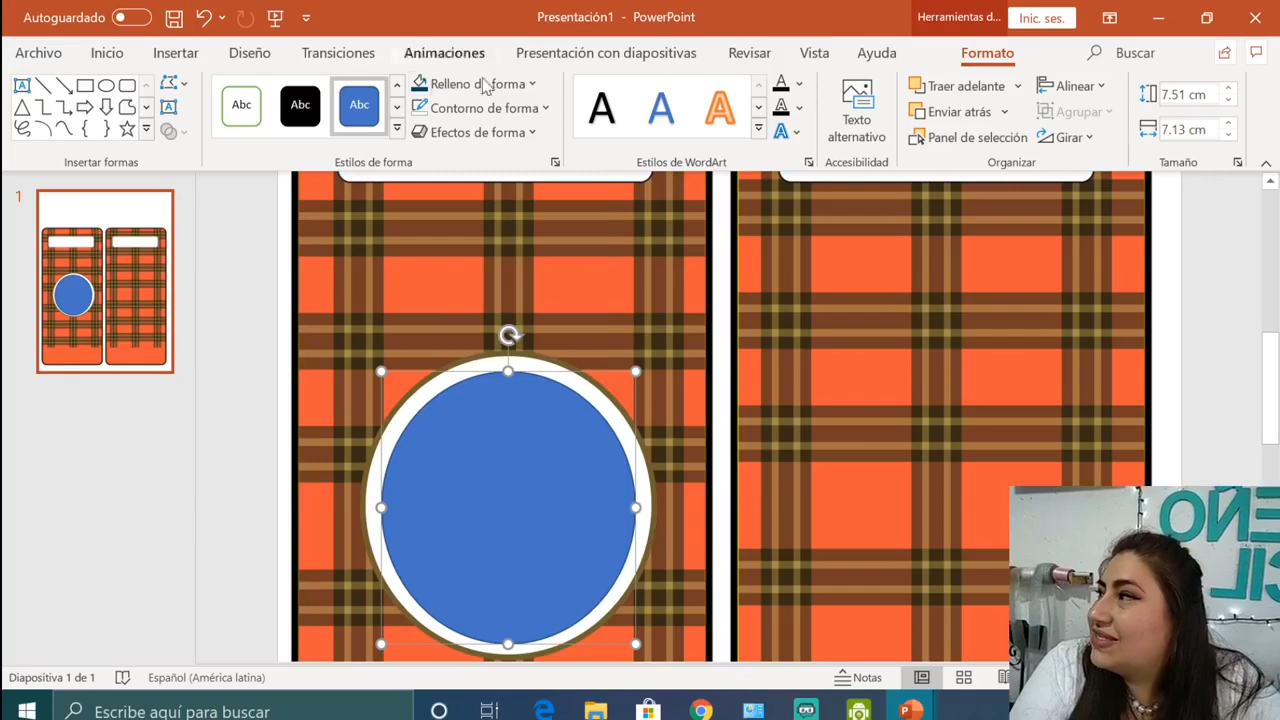 Autoguardado
Presentación1 - PowerPoint
Herramientas d...
Inic. ses.
Archivo Inicio Insertar Diseño Transiciones Animaciones Presentación con diapositivas Revisar Vista Ayuda Formato Buscar
Abc Abc Abc
Relleno de forma
Contorno de forma
Efectos de forma
A A A
A
A
A
Texto
alternativo
Traer adelante
Enviar atrás
Panel de selección
Alinear
Agrupar
Girar
7.51 cm
7.13 cm
Insertar formas Estilos de forma Estilos de WordArt Accesibilidad Organizar Tamaño
1
Diapositiva 1 de 1 Español (América latina) Notas
Escribe aquí para buscar